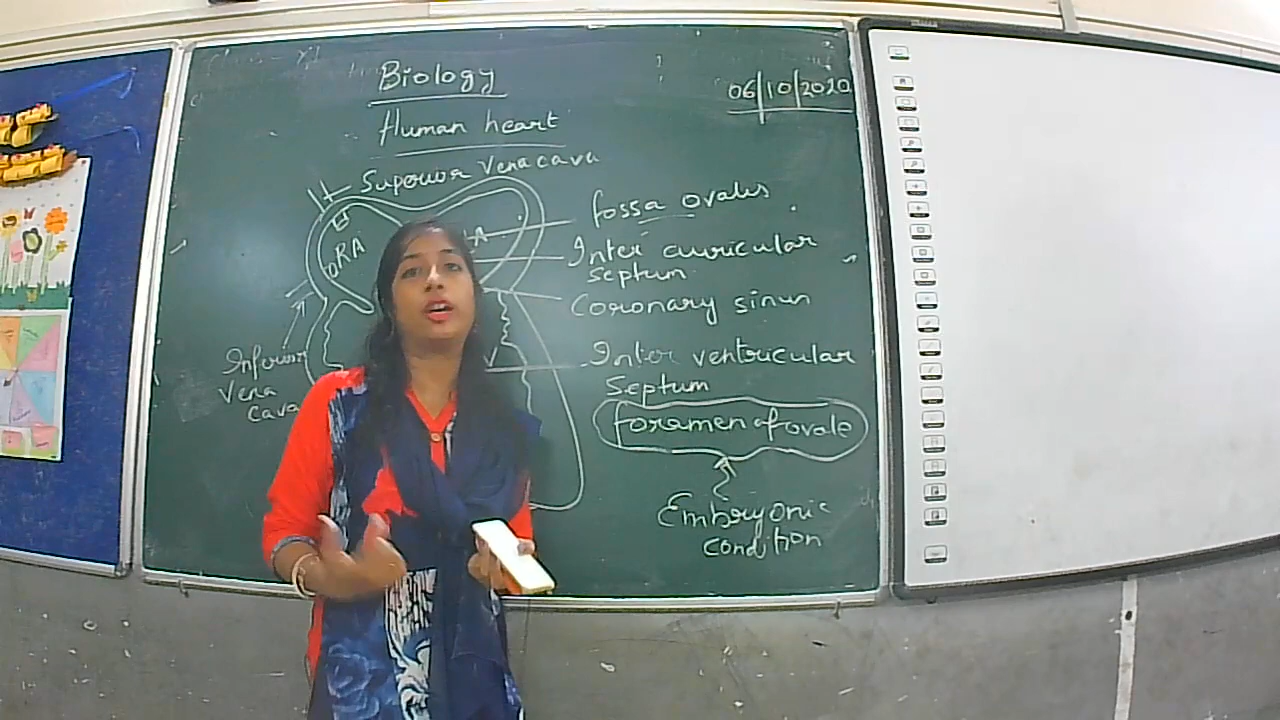 Biology
06/10/2020
Human heart
Superior Vena cava
RA
fossa ovalis
Inter auricular
septum
Coronary sinus
Inferior
Vena
cava
Inter ventricular
Septum
foramen of ovale
Embryonic
condition